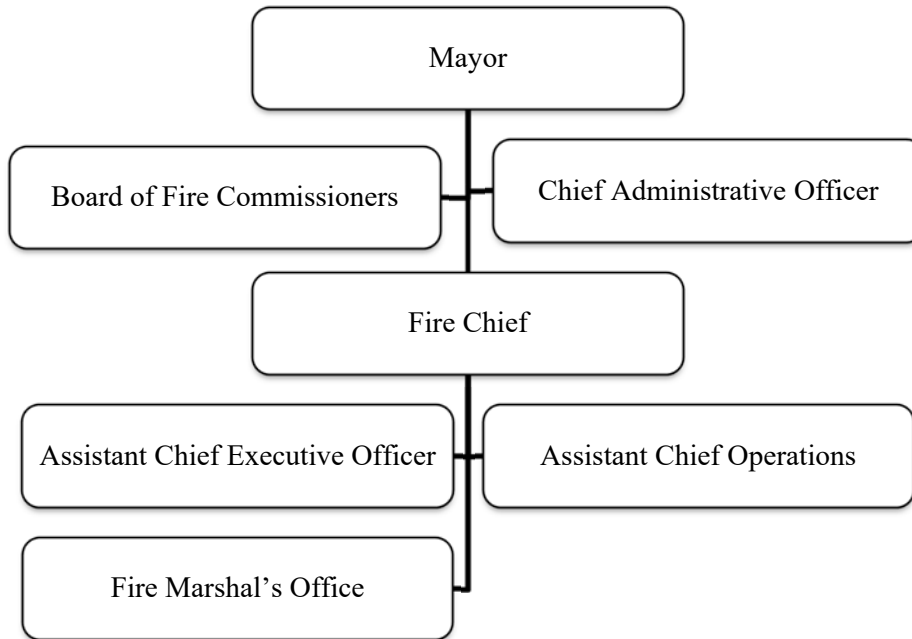 Mayor
Board of Fire Commissioners
Chief Administrative Officer
Fire Chief
Assistant Chief Executive Officer
Assistant Chief Operations
Fire Marshal’s Office